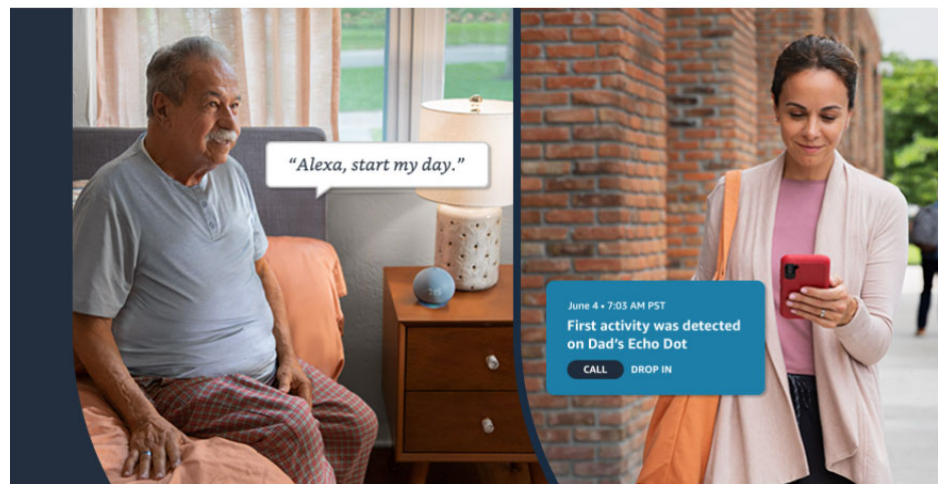 “Alexa, start my day.”
June 4 • 7:03 AM PST
First activity was detected
on Dad’s Echo Dot
CALL DROP IN